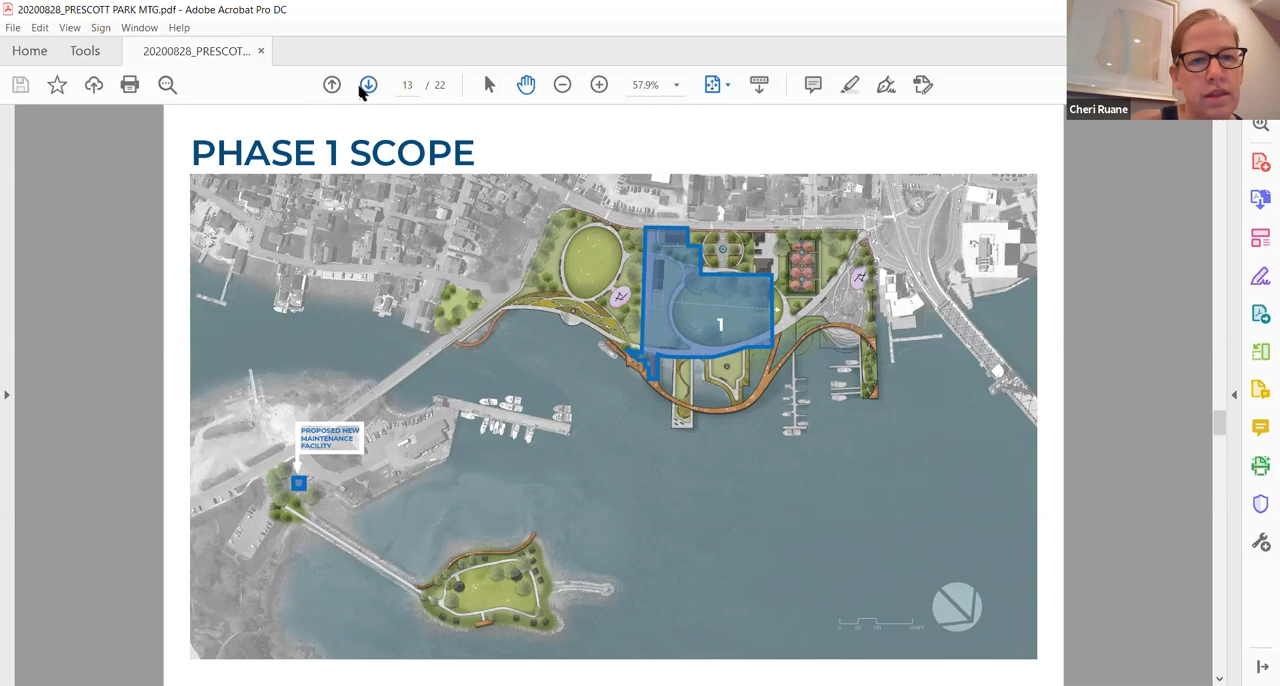 20200828_PRESCOTT PARK MTG.pdf - Adobe Acrobat Pro DC
File Edit View Sign Window Help
Home Tools 20200828_PRESCOT... ×
13 / 22 57.9%
Cheri Ruane
PHASE 1 SCOPE
1
PROPOSED NEW
MAINTENANCE
FACILITY